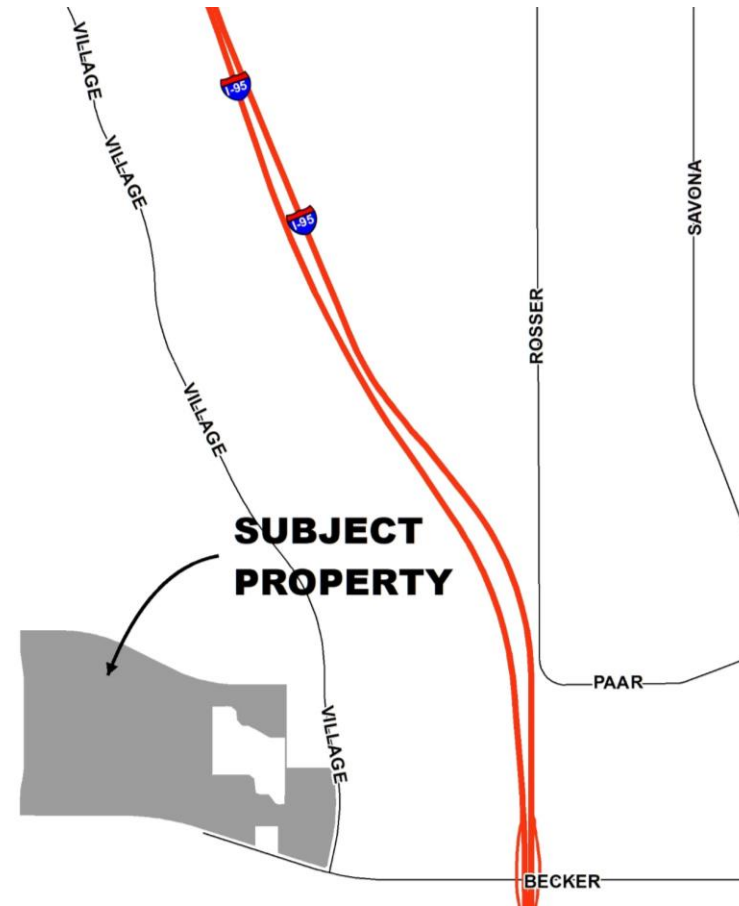 VILLAGE
I-95
VILLAGE
SAVONA
I-95
ROSSER
VILLAGE
SUBJECT
PROPERTY
PAAR
VILLAGE
BECKER